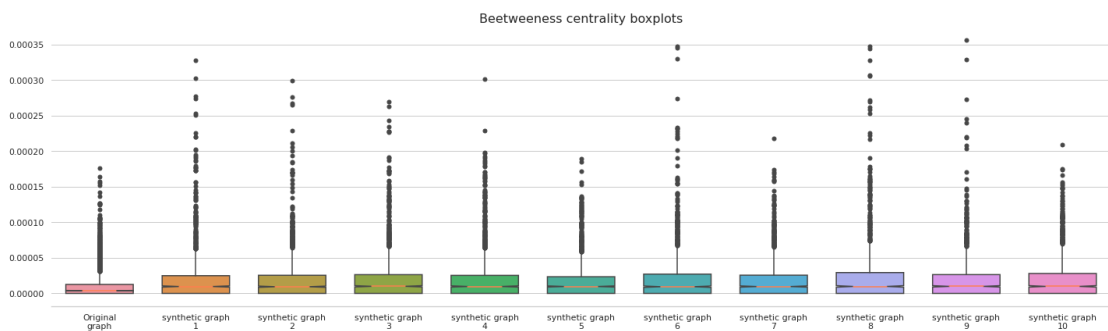 Beetweeness centrality boxplots
0.00035
0.00030
0.00025
0.00020
0.00015
0.00010
0.00005
0.00000
Original graph
synthetic graph 1
synthetic graph 2
synthetic graph 3
synthetic graph 4
synthetic graph 5
synthetic graph 6
synthetic graph 7
synthetic graph 8
synthetic graph 9
synthetic graph 10